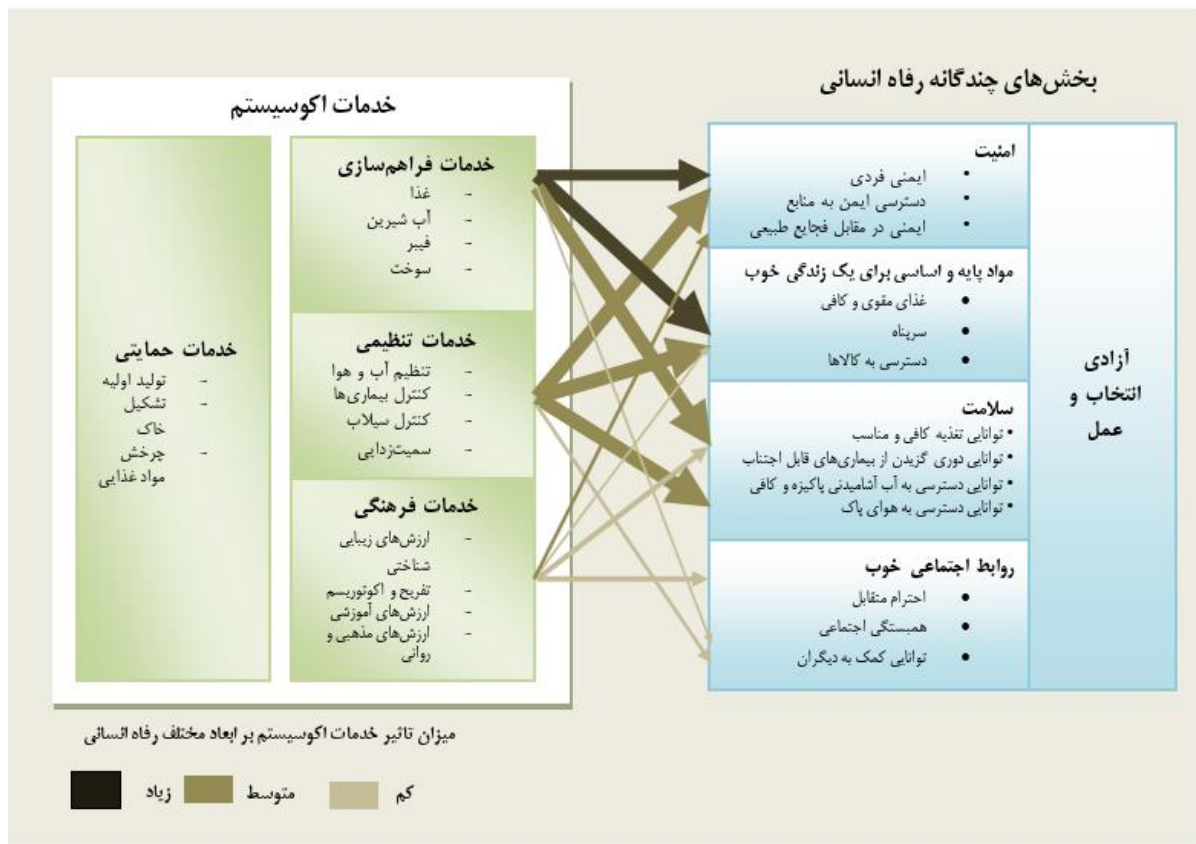 بخش‌های چندگانه رفاه انسانی
امنیت
• ایمنی فردی
• دسترسی ایمن به منابع
• ایمنی در مقابل فجایع طبیعی
مواد پایه و اساسی برای یک زندگی خوب
• غذای مقوی و کافی
• سرپناه
• دسترسی به کالاها
سلامت
• توانایی تغذیه کافی و مناسب
• توانایی دوری گزیدن از بیماری‌های قابل اجتناب
• توانایی دسترسی به آب آشامیدنی پاکیزه و کافی
• توانایی دسترسی به هوای پاک
روابط اجتماعی خوب
• احترام متقابل
• همبستگی اجتماعی
• توانایی کمک به دیگران
آزادی
انتخاب و
عمل
خدمات اکوسیستم
خدمات فراهم‌سازی
- غذا
- آب شیرین
- فیبر
- سوخت
خدمات تنظیمی
- تنظیم آب و هوا
- کنترل بیماری‌ها
- کنترل سیلاب
- سمیت‌زدایی
خدمات فرهنگی
- ارزش‌های زیبایی
شناختی
- تفریح و اکوتوریسم
- ارزش‌های آموزشی
- ارزش‌های مذهبی و
روانی
خدمات حمایتی
- تولید اولیه
- تشکیل
خاک
- چرخش
مواد غذایی
میزان تاثیر خدمات اکوسیستم بر ابعاد مختلف رفاه انسانی
کم
متوسط
زیاد